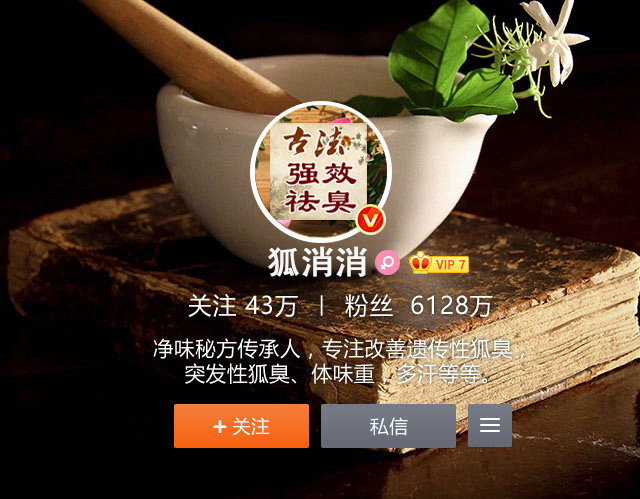 古法
强效
祛臭
狐消消 VIP 7
关注 43万 | 粉丝 6128万
净味秘方传承人，专注改善遗传性狐臭，
突发性狐臭、体味重，多汗等等。
+ 关注 私信